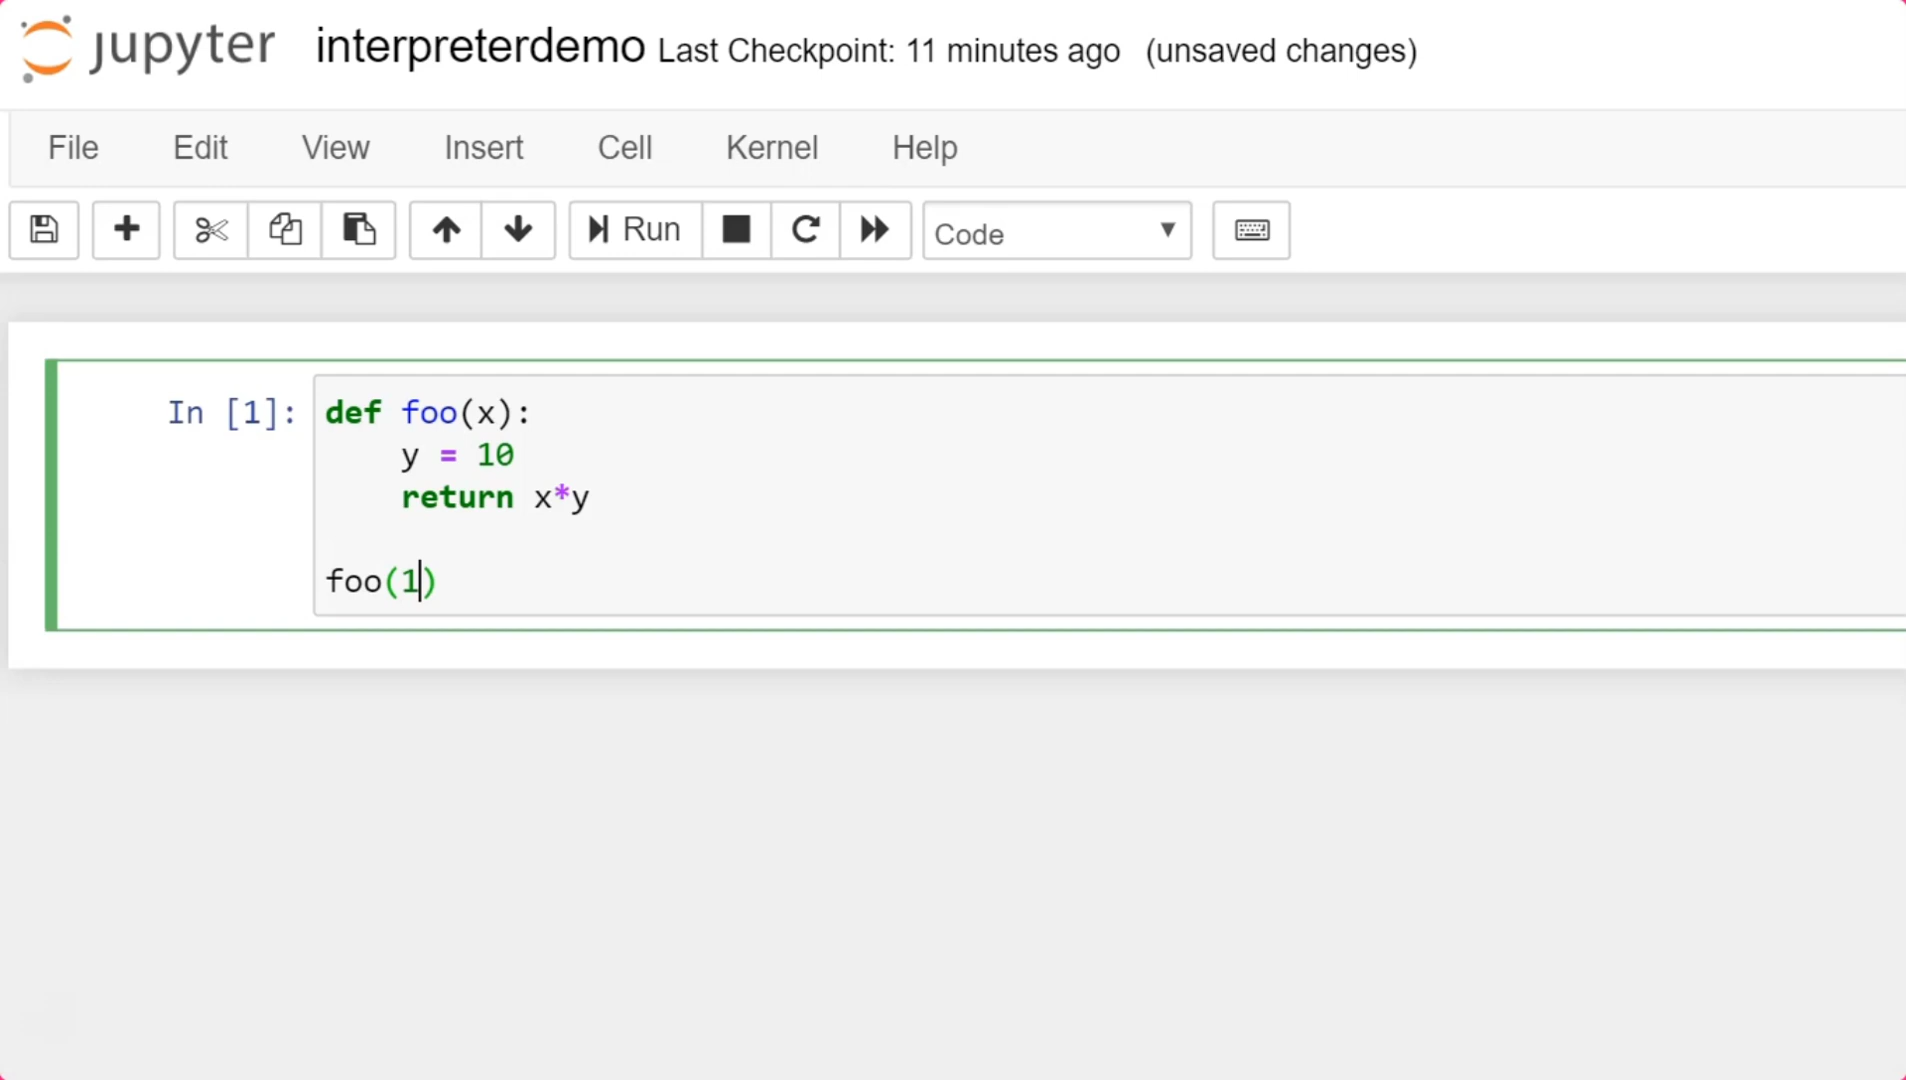 jupyter interpreterdemo Last Checkpoint: 11 minutes ago (unsaved changes)
File Edit View Insert Cell Kernel Help
Run Code
In [1]: def foo(x):
    y = 10
    return x*y
foo(1)